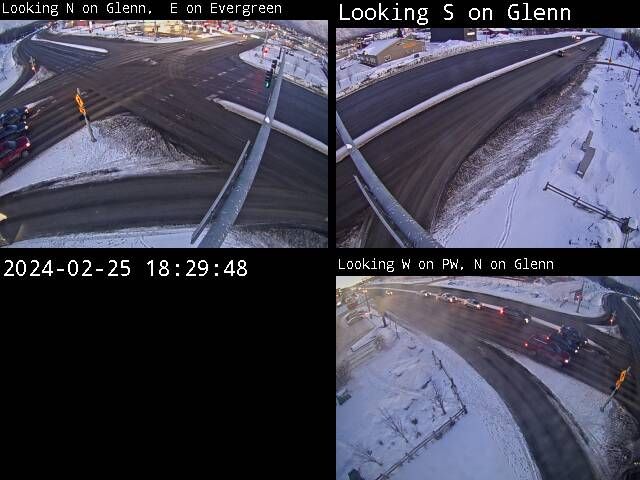 Looking N on Glenn,  E on Evergreen
Looking S on Glenn
2024-02-25 18:29:48
Looking W on PW, N on Glenn